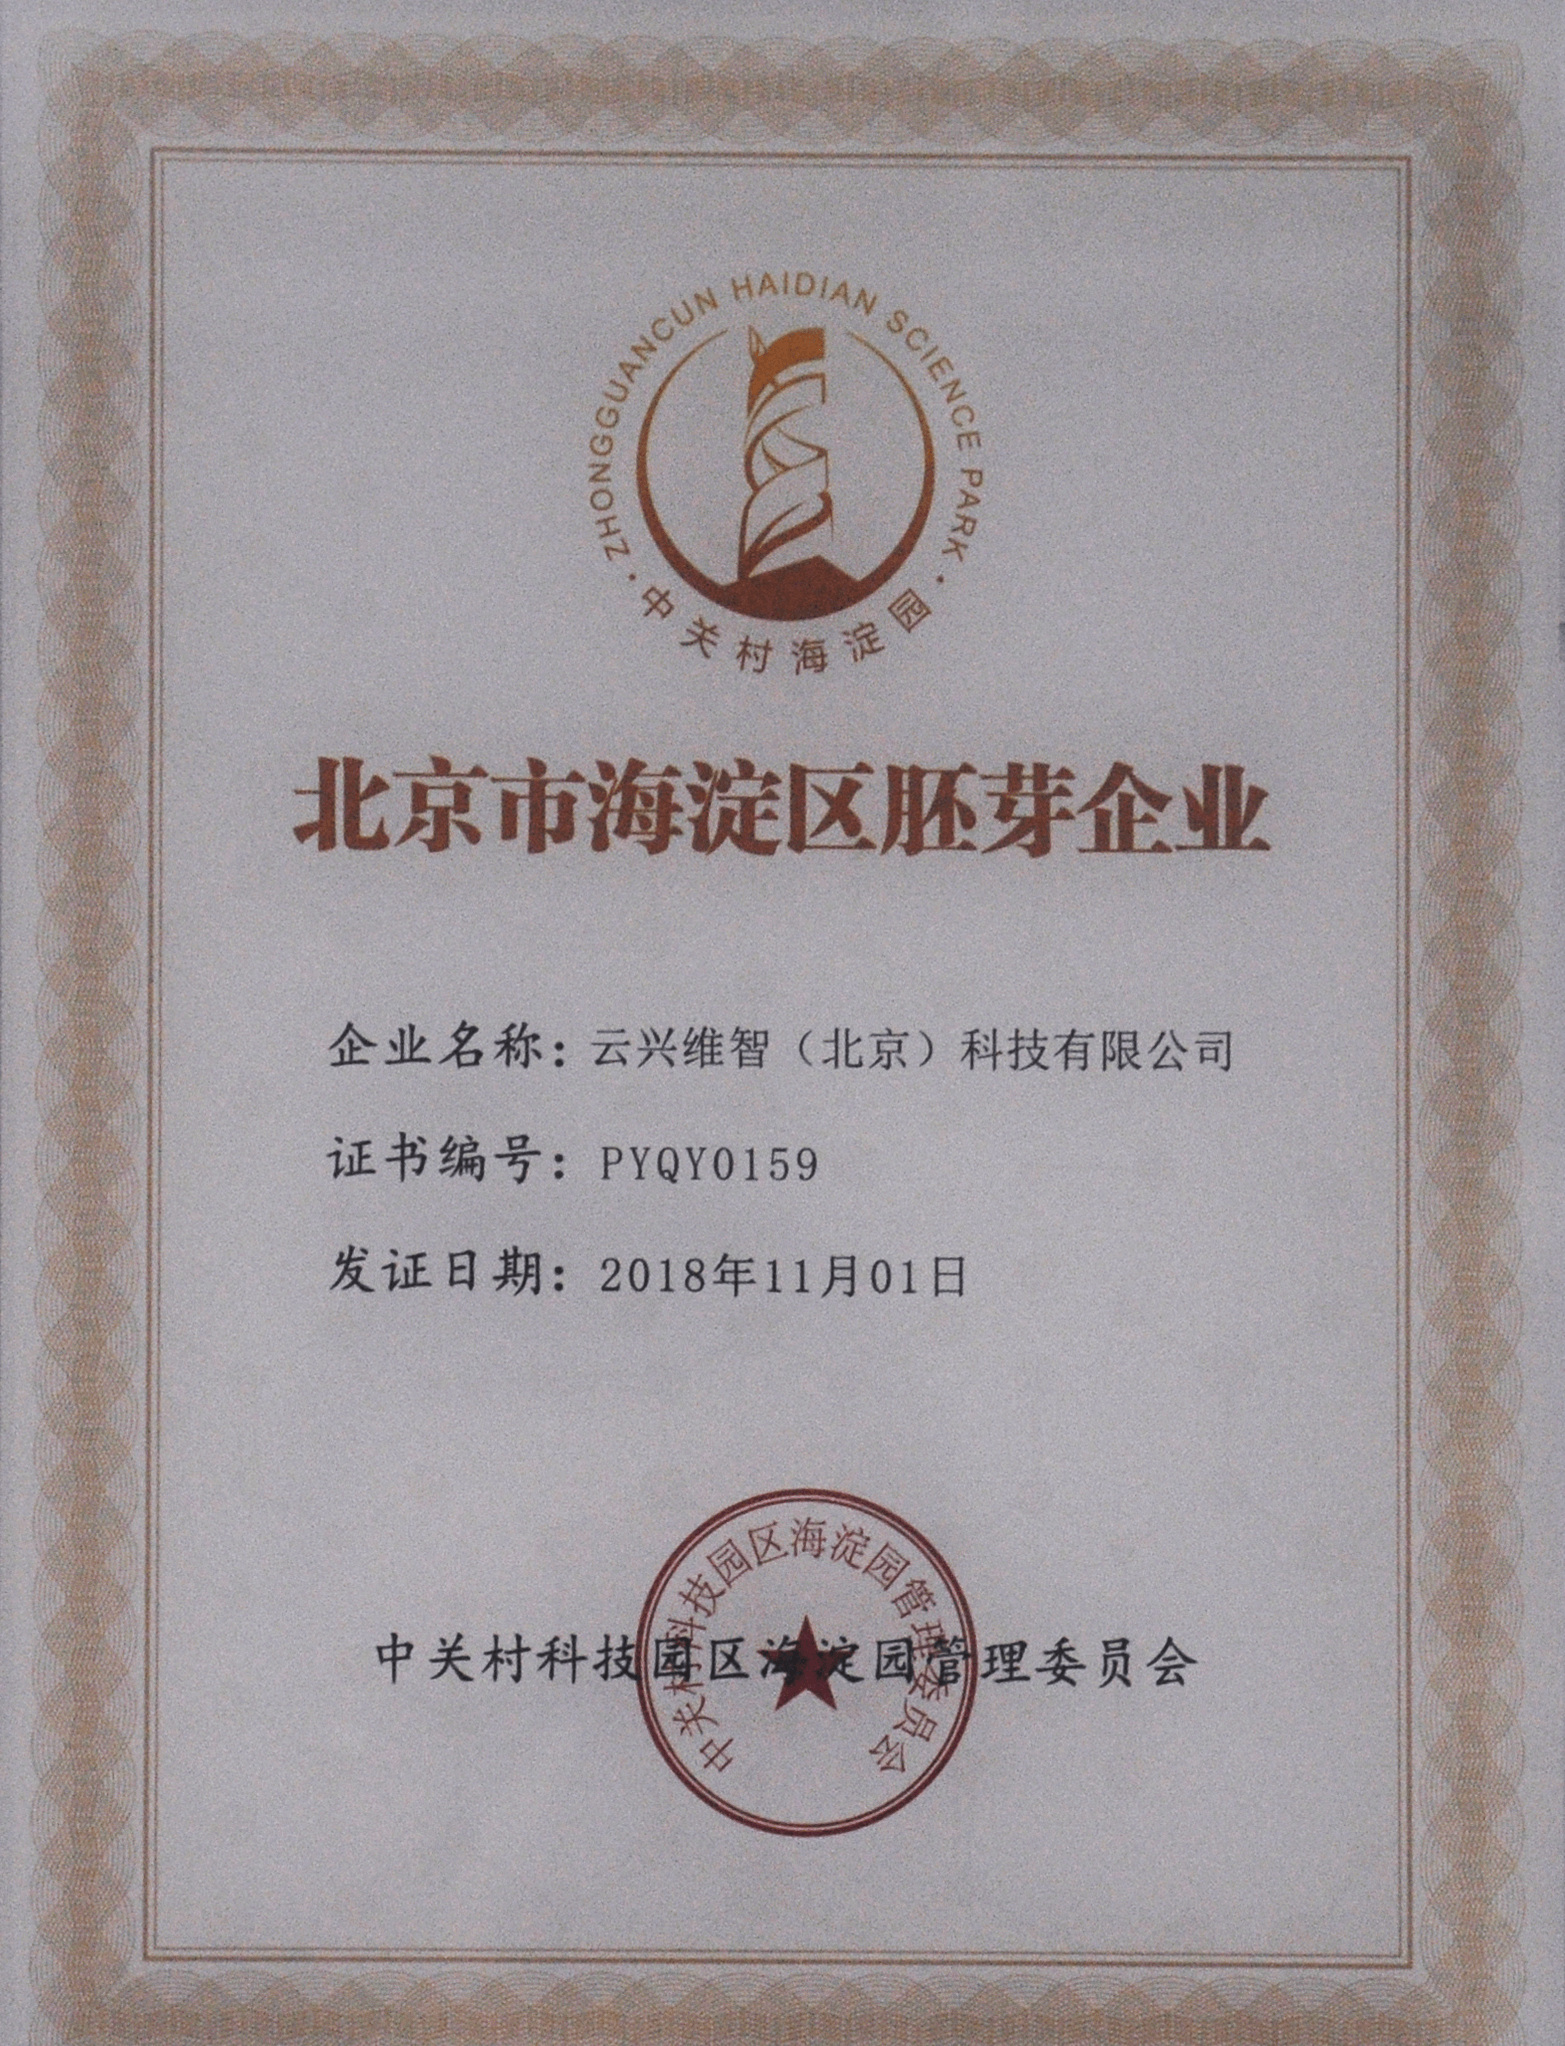 ZHONGGUANCUN HAIDIAN SCIENCE PARK
中关村海淀园
北京市海淀区胚芽企业
企业名称：云兴维智（北京）科技有限公司
证书编号：PYQY0159
发证日期：2018年11月01日
中关村科技园区海淀园管理委员会
中关村科技园区海淀园管理委员会